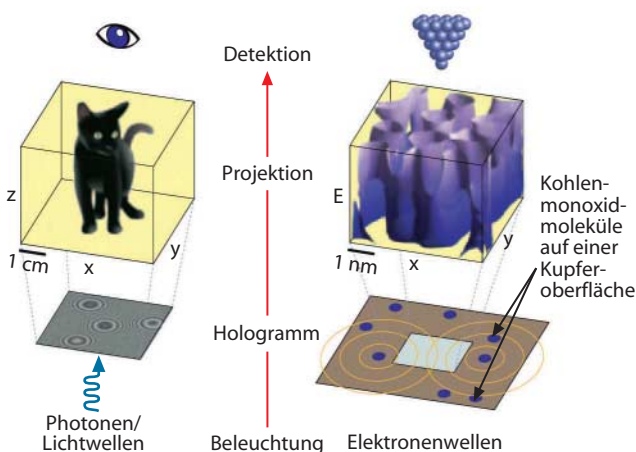 Detektion
Projektion
z
x
y
1 cm
E
x
y
1 nm
Kohlen-
monoxid-
moleküle
auf einer
Kupfer-
oberfläche
Hologramm
Photonen/
Lichtwellen
Beleuchtung
Elektronenwellen